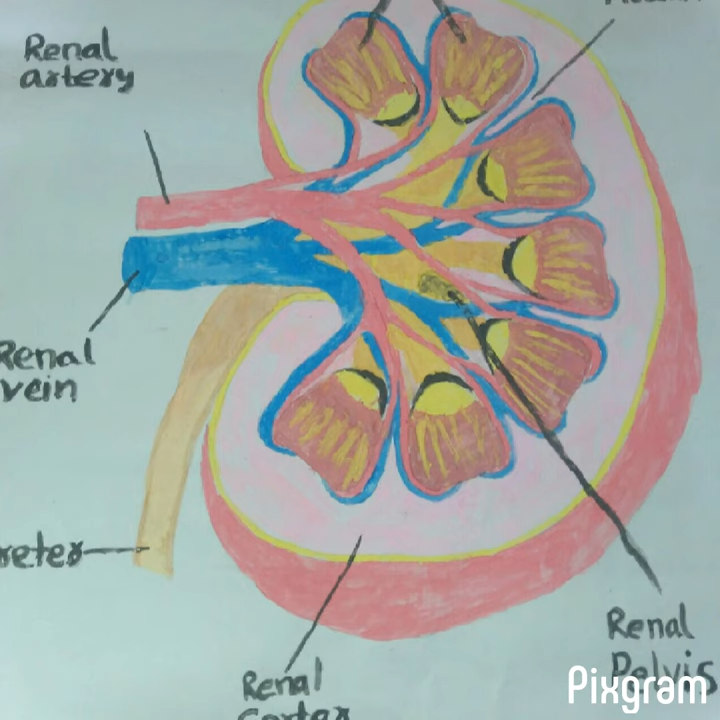 Renal
artery
Renal
vein
reter
Renal
Cortex
Renal
Pelvis
Pixgram